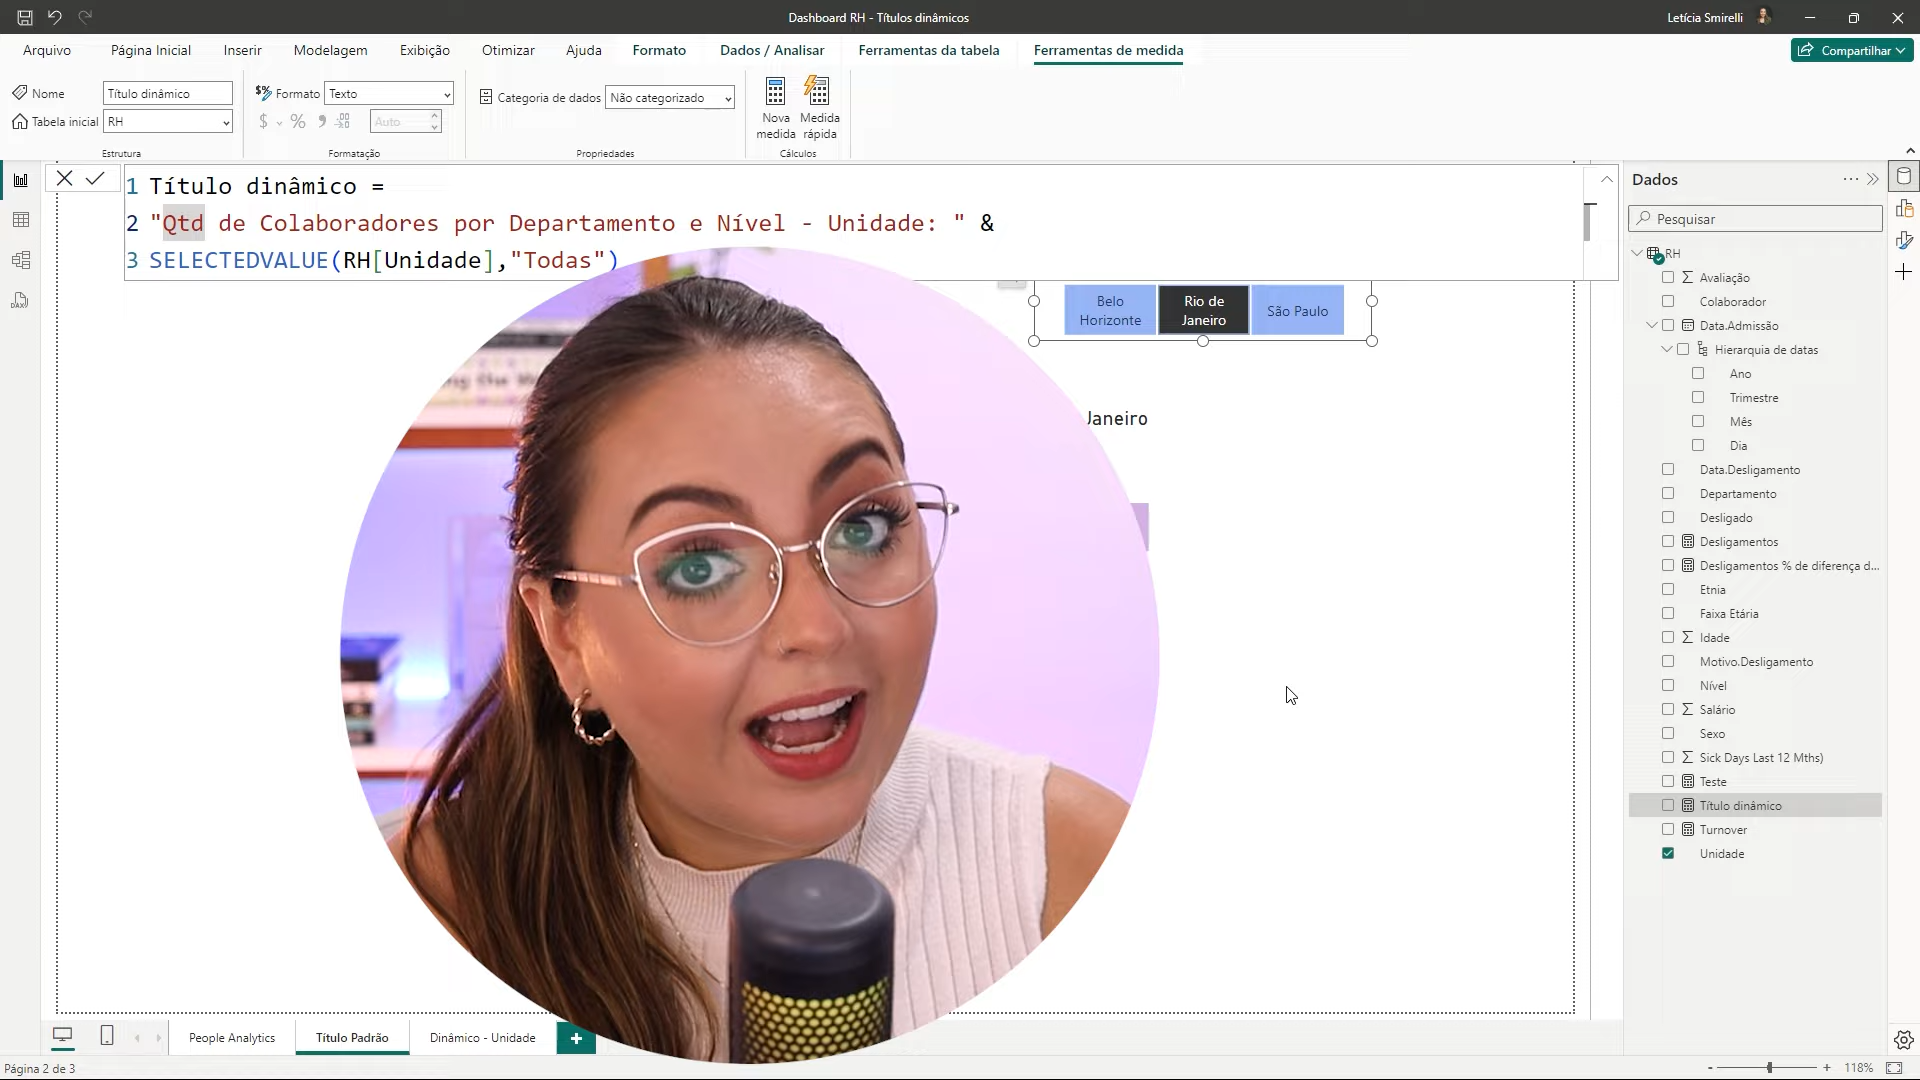 Dashboard RH - Títulos dinâmicos
Letícia Smirelli
Arquivo
Página Inicial
Inserir
Modelagem
Exibição
Otimizar
Ajuda
Formato
Dados / Analisar
Ferramentas da tabela
Ferramentas de medida
Compartilhar
Nome
Título dinâmico
Tabela inicial
RH
Estrutura
Formato
Texto
$ % 
Auto
Formatação
Categoria de dados
Não categorizado
Propriedades
Nova medida
Medida rápida
Cálculos
1 Título dinâmico =
2 "Qtd de Colaboradores por Departamento e Nível - Unidade: " &
3 SELECTEDVALUE(RH[Unidade],"Todas")
Belo Horizonte
Rio de Janeiro
São Paulo
Janeiro
Dados
Pesquisar
RH
Avaliação
Colaborador
Data.Admissão
Hierarquia de datas
Ano
Trimestre
Mês
Dia
Data.Desligamento
Departamento
Desligado
Desligamentos
Desligamentos % de diferença d...
Etnia
Faixa Etária
Idade
Motivo.Desligamento
Nível
Salário
Sexo
Sick Days Last 12 Mths)
Teste
Título dinâmico
Turnover
Unidade
People Analytics
Título Padrão
Dinâmico - Unidade
Página 2 de 3
118%